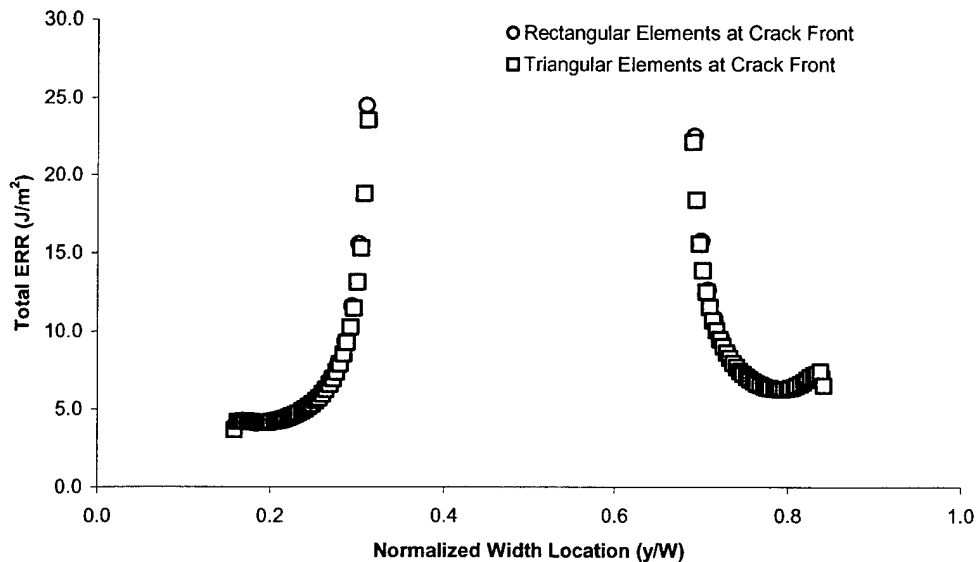 30.0
Rectangular Elements at Crack Front
Triangular Elements at Crack Front
25.0
20.0
15.0
10.0
5.0
0.0
Total ERR (J/m²)
0.0 0.2 0.4 0.6 0.8 1.0
Normalized Width Location (y/W)